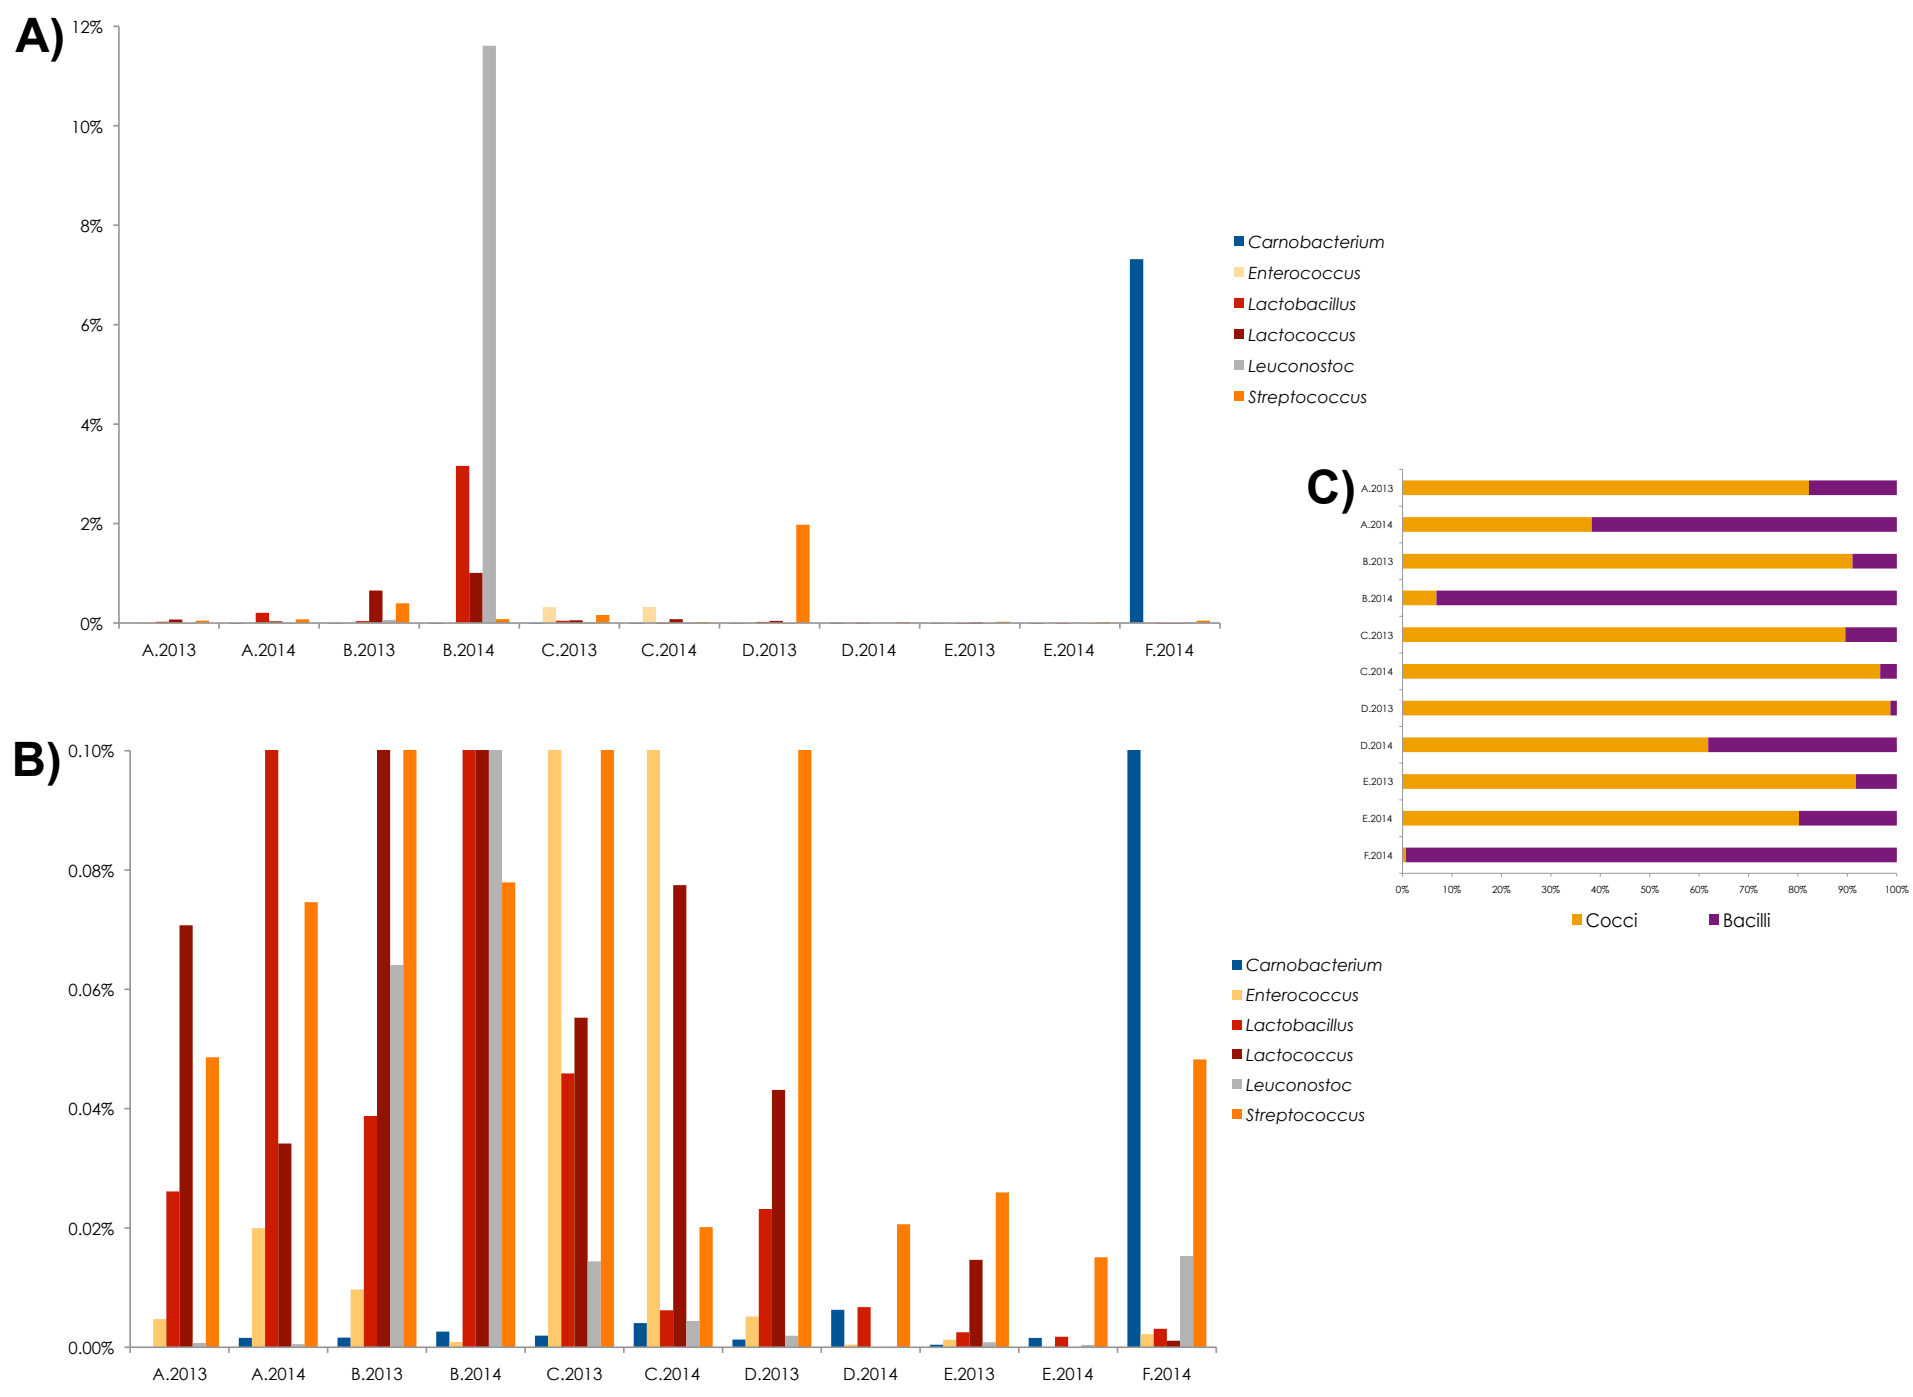 A)
12%
10%
8%
6%
4%
2%
0%
A.2013 A.2014 B.2013 B.2014 C.2013 C.2014 D.2013 D.2014 E.2013 E.2014 F.2014
Carnobacterium
Enterococcus
Lactobacillus
Lactococcus
Leuconostoc
Streptococcus
B)
0.10%
0.08%
0.06%
0.04%
0.02%
0.00%
A.2013 A.2014 B.2013 B.2014 C.2013 C.2014 D.2013 D.2014 E.2013 E.2014 F.2014
Carnobacterium
Enterococcus
Lactobacillus
Lactococcus
Leuconostoc
Streptococcus
C)
A.2013
A.2014
B.2013
B.2014
C.2013
C.2014
D.2013
D.2014
E.2013
E.2014
F.2014
0% 10% 20% 30% 40% 50% 60% 70% 80% 90% 100%
Cocci Bacilli